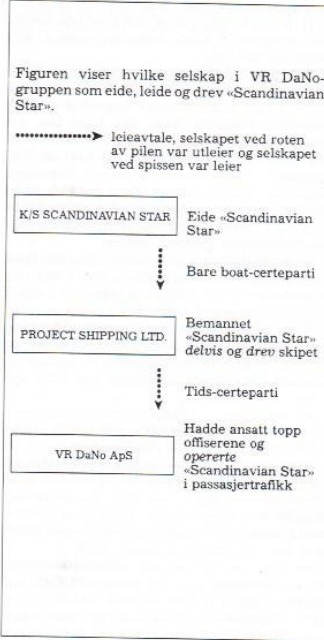 Figuren viser hvilke selskap i VR DaNo-
gruppen som eide, leide og drev «Scandinavian
Star».
leieavtale, selskapet ved roten
av pilen var utleier og selskapet
ved spissen var leier
K/S SCANDINAVIAN STAR
Eide «Scandinavian
Star»
Bare boat-certeparti
PROJECT SHIPPING LTD.
Bemannet
«Scandinavian Star»
delvis og drev skipet
Tids-certeparti
VR DaNo ApS
Hadde ansatt topp
offiserene og
opererte
«Scandinavian Star»
i passasjertrafikk